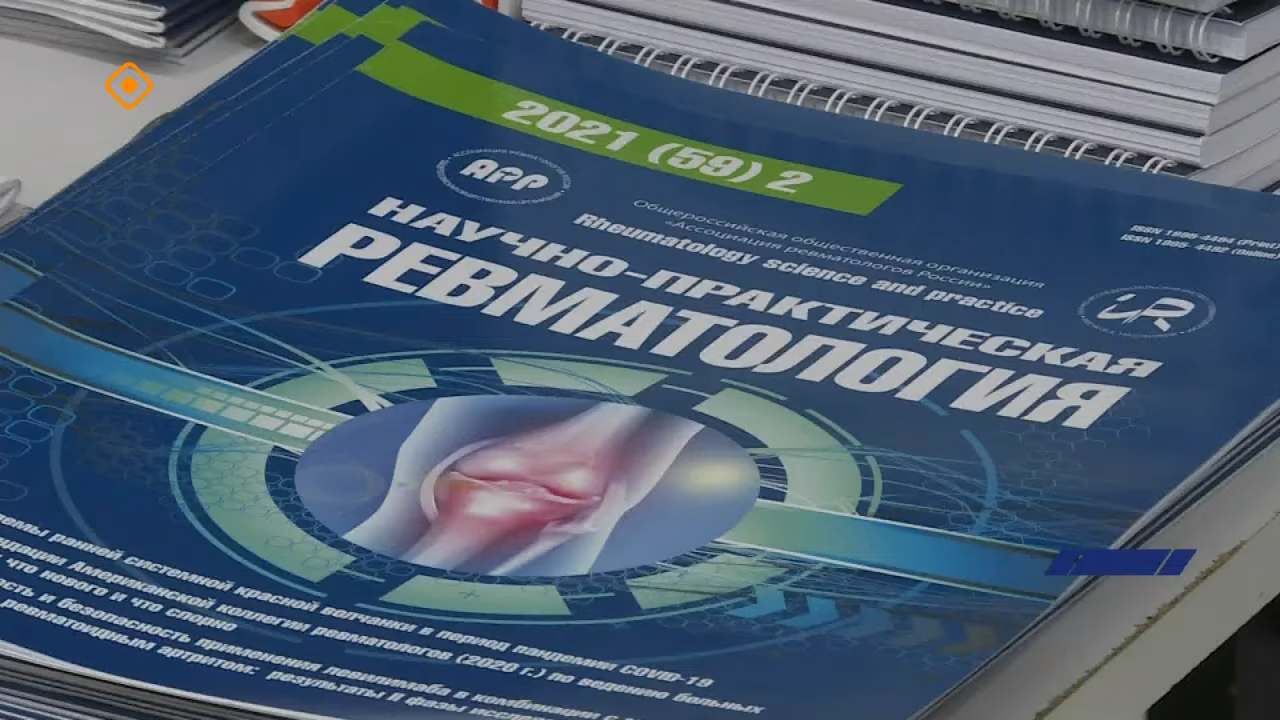 2021 (59) 2
АРР
Общероссийская общественная организация
«Ассоциация ревматологов России»
Rheumatology science and practice
НАУЧНО-ПРАКТИЧЕСКАЯ
РЕВМАТОЛОГИЯ
ISSN 1995-4484 (Print)
ISSN 1995-4492 (Online)
ранней системной красной волчанки в период пандемии COVID-19
Американской коллегии ревматологов (2020 г.) по ведению больных
что нового и что спорно
и безопасность применения левилимаба в комбинации с
ревматоидным артритом: результаты II фазы